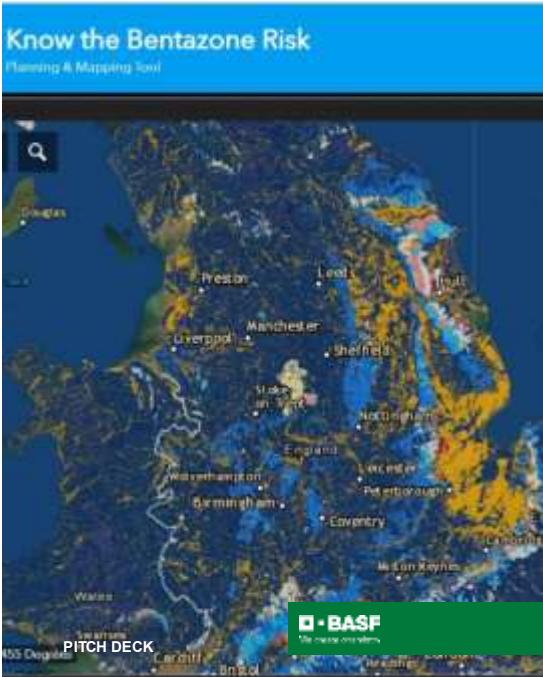 Know the Bentazone Risk
Planning & Mapping Tool
Douglas
Preston
Leeds
Hull
Manchester
Liverpool
Sheffield
Stoke
on Trent
Nottingham
England
Leicester
Wolverhampton
Peterborough
Birmingham
Coventry
Milton Keynes
Wales
BASF
We create chemistry
PITCH DECK
Swansea
Cardiff
Bristol